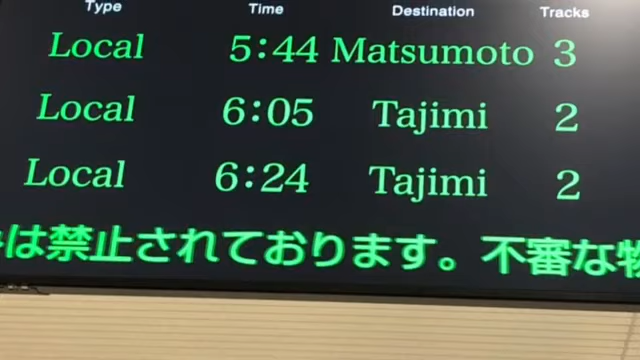 Type Time Destination Tracks
Local 5:44 Matsumoto 3
Local 6:05 Tajimi 2
Local 6:24 Tajimi 2
は禁止されております。不審な物